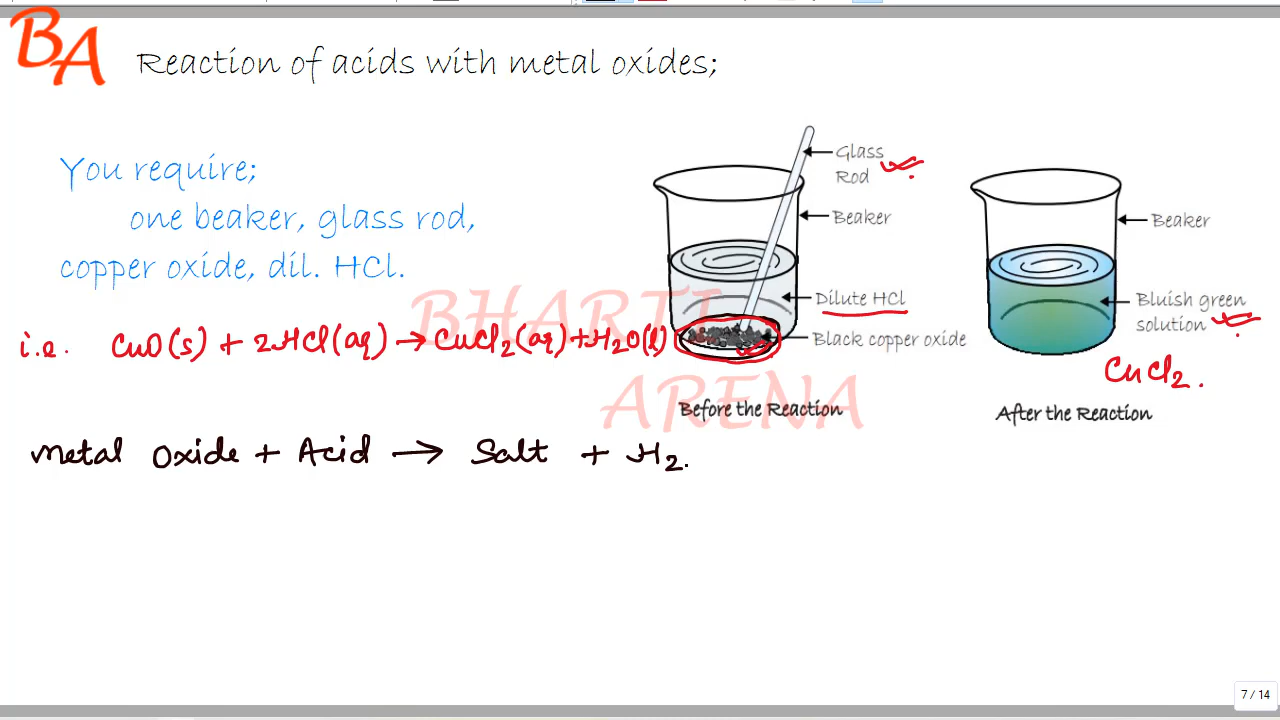 BA
Reaction of acids with metal oxides;
You require;
one beaker, glass rod,
copper oxide, dil. HCl.
i.e. CuO(s) + 2HCl(aq) → CuCl₂(aq) + H₂O(l)
Metal Oxide + Acid → Salt + H₂.
BHARTI
ARENA
Glass
Rod
Beaker
Dilute HCl
Black copper oxide
Before the Reaction
Beaker
Bluish green
solution
CuCl₂.
After the Reaction
7 / 14